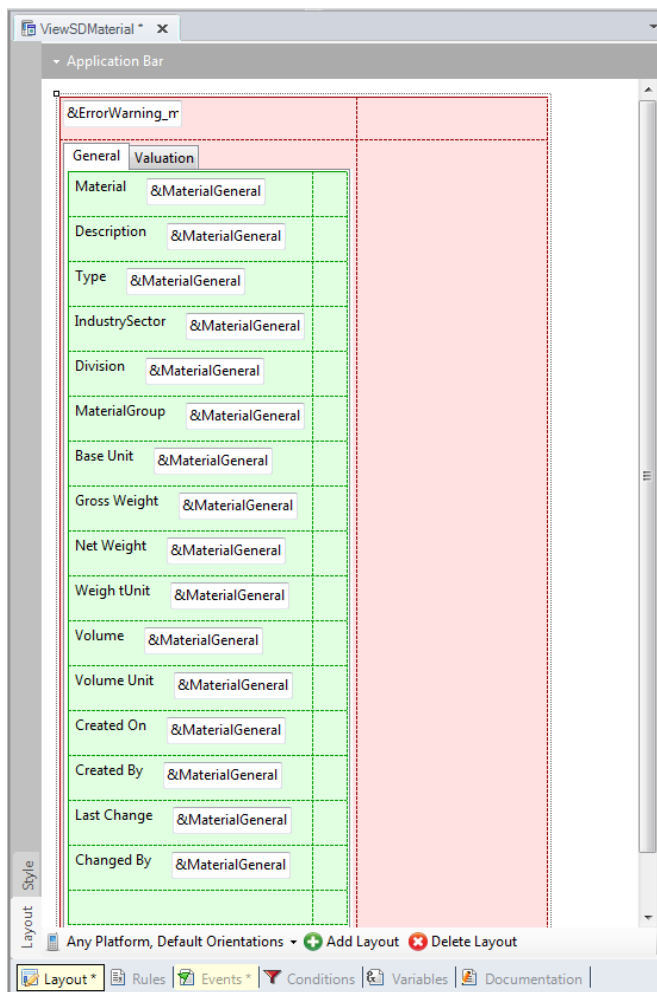 ViewSDMaterial *
Application Bar
&ErrorWarning_m
General Valuation
Material &MaterialGeneral
Description &MaterialGeneral
Type &MaterialGeneral
IndustrySector &MaterialGeneral
Division &MaterialGeneral
MaterialGroup &MaterialGeneral
Base Unit &MaterialGeneral
Gross Weight &MaterialGeneral
Net Weight &MaterialGeneral
Weigh tUnit &MaterialGeneral
Volume &MaterialGeneral
Volume Unit &MaterialGeneral
Created On &MaterialGeneral
Created By &MaterialGeneral
Last Change &MaterialGeneral
Changed By &MaterialGeneral
Style
Layout
Any Platform, Default Orientations Add Layout Delete Layout
Layout * Rules Events * Conditions Variables Documentation